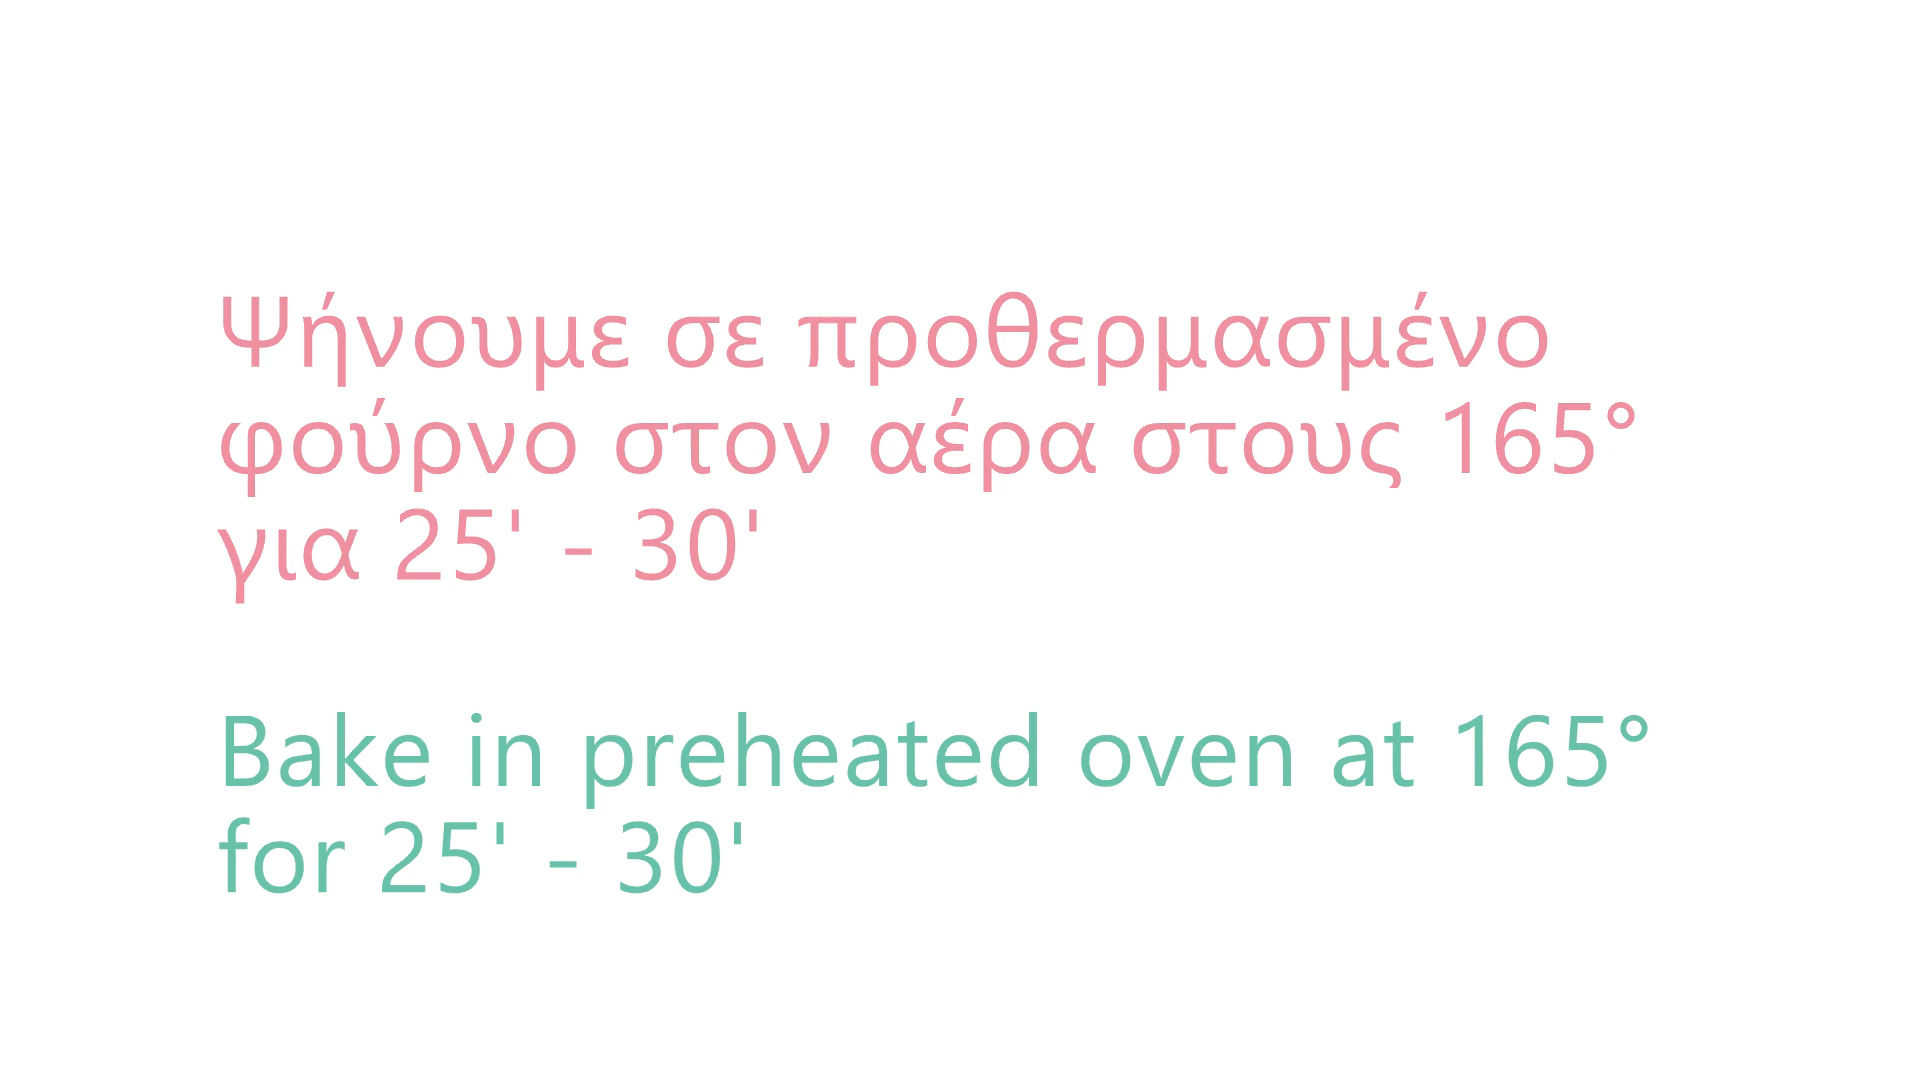 Ψήνουμε σε προθερμασμένο
φούρνο στον αέρα στους 165°
για 25' - 30'
Bake in preheated oven at 165°
for 25' - 30'